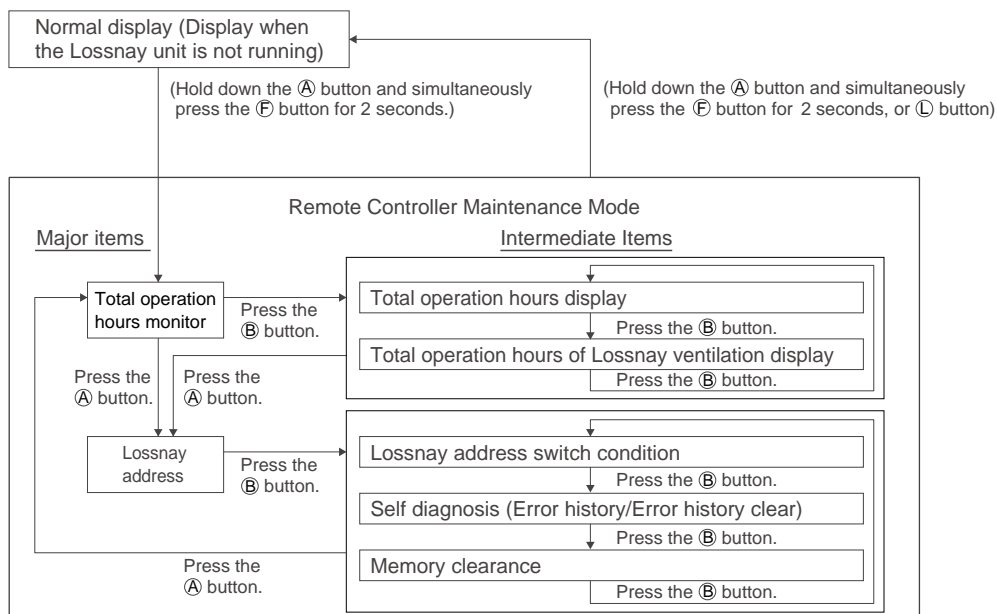 Normal display (Display when
the Lossnay unit is not running)
(Hold down the Ⓐ button and simultaneously
press the Ⓕ button for 2 seconds.)
(Hold down the Ⓐ button and simultaneously
press the Ⓕ button for 2 seconds, or Ⓛ button)
Remote Controller Maintenance Mode
Major items
Intermediate Items
Total operation
hours monitor
Press the
Ⓑ button.
Total operation hours display
Press the Ⓑ button.
Total operation hours of Lossnay ventilation display
Press the Ⓑ button.
Press the
Ⓐ button.
Press the
Ⓐ button.
Lossnay
address
Press the
Ⓑ button.
Lossnay address switch condition
Press the Ⓑ button.
Self diagnosis (Error history/Error history clear)
Press the Ⓑ button.
Memory clearance
Press the Ⓑ button.
Press the
Ⓐ button.